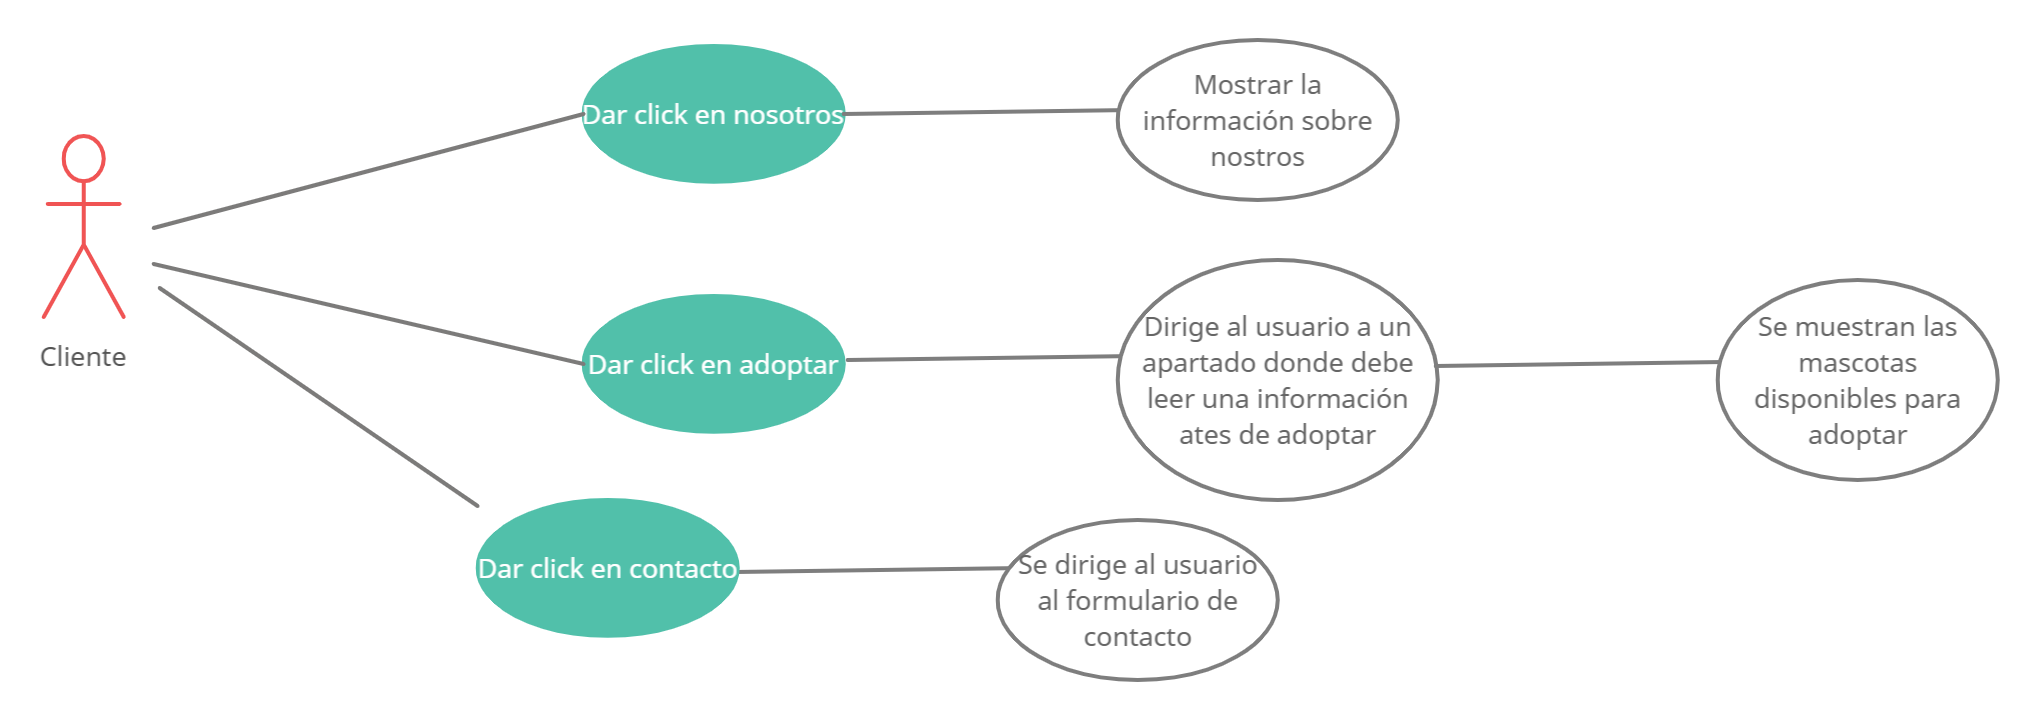 Dar click en nosotros
Mostrar la
información sobre
nostros
Cliente
Dar click en adoptar
Dirige al usuario a un
apartado donde debe
leer una información
ates de adoptar
Se muestran las
mascotas
disponibles para
adoptar
Dar click en contacto
Se dirige al usuario
al formulario de
contacto